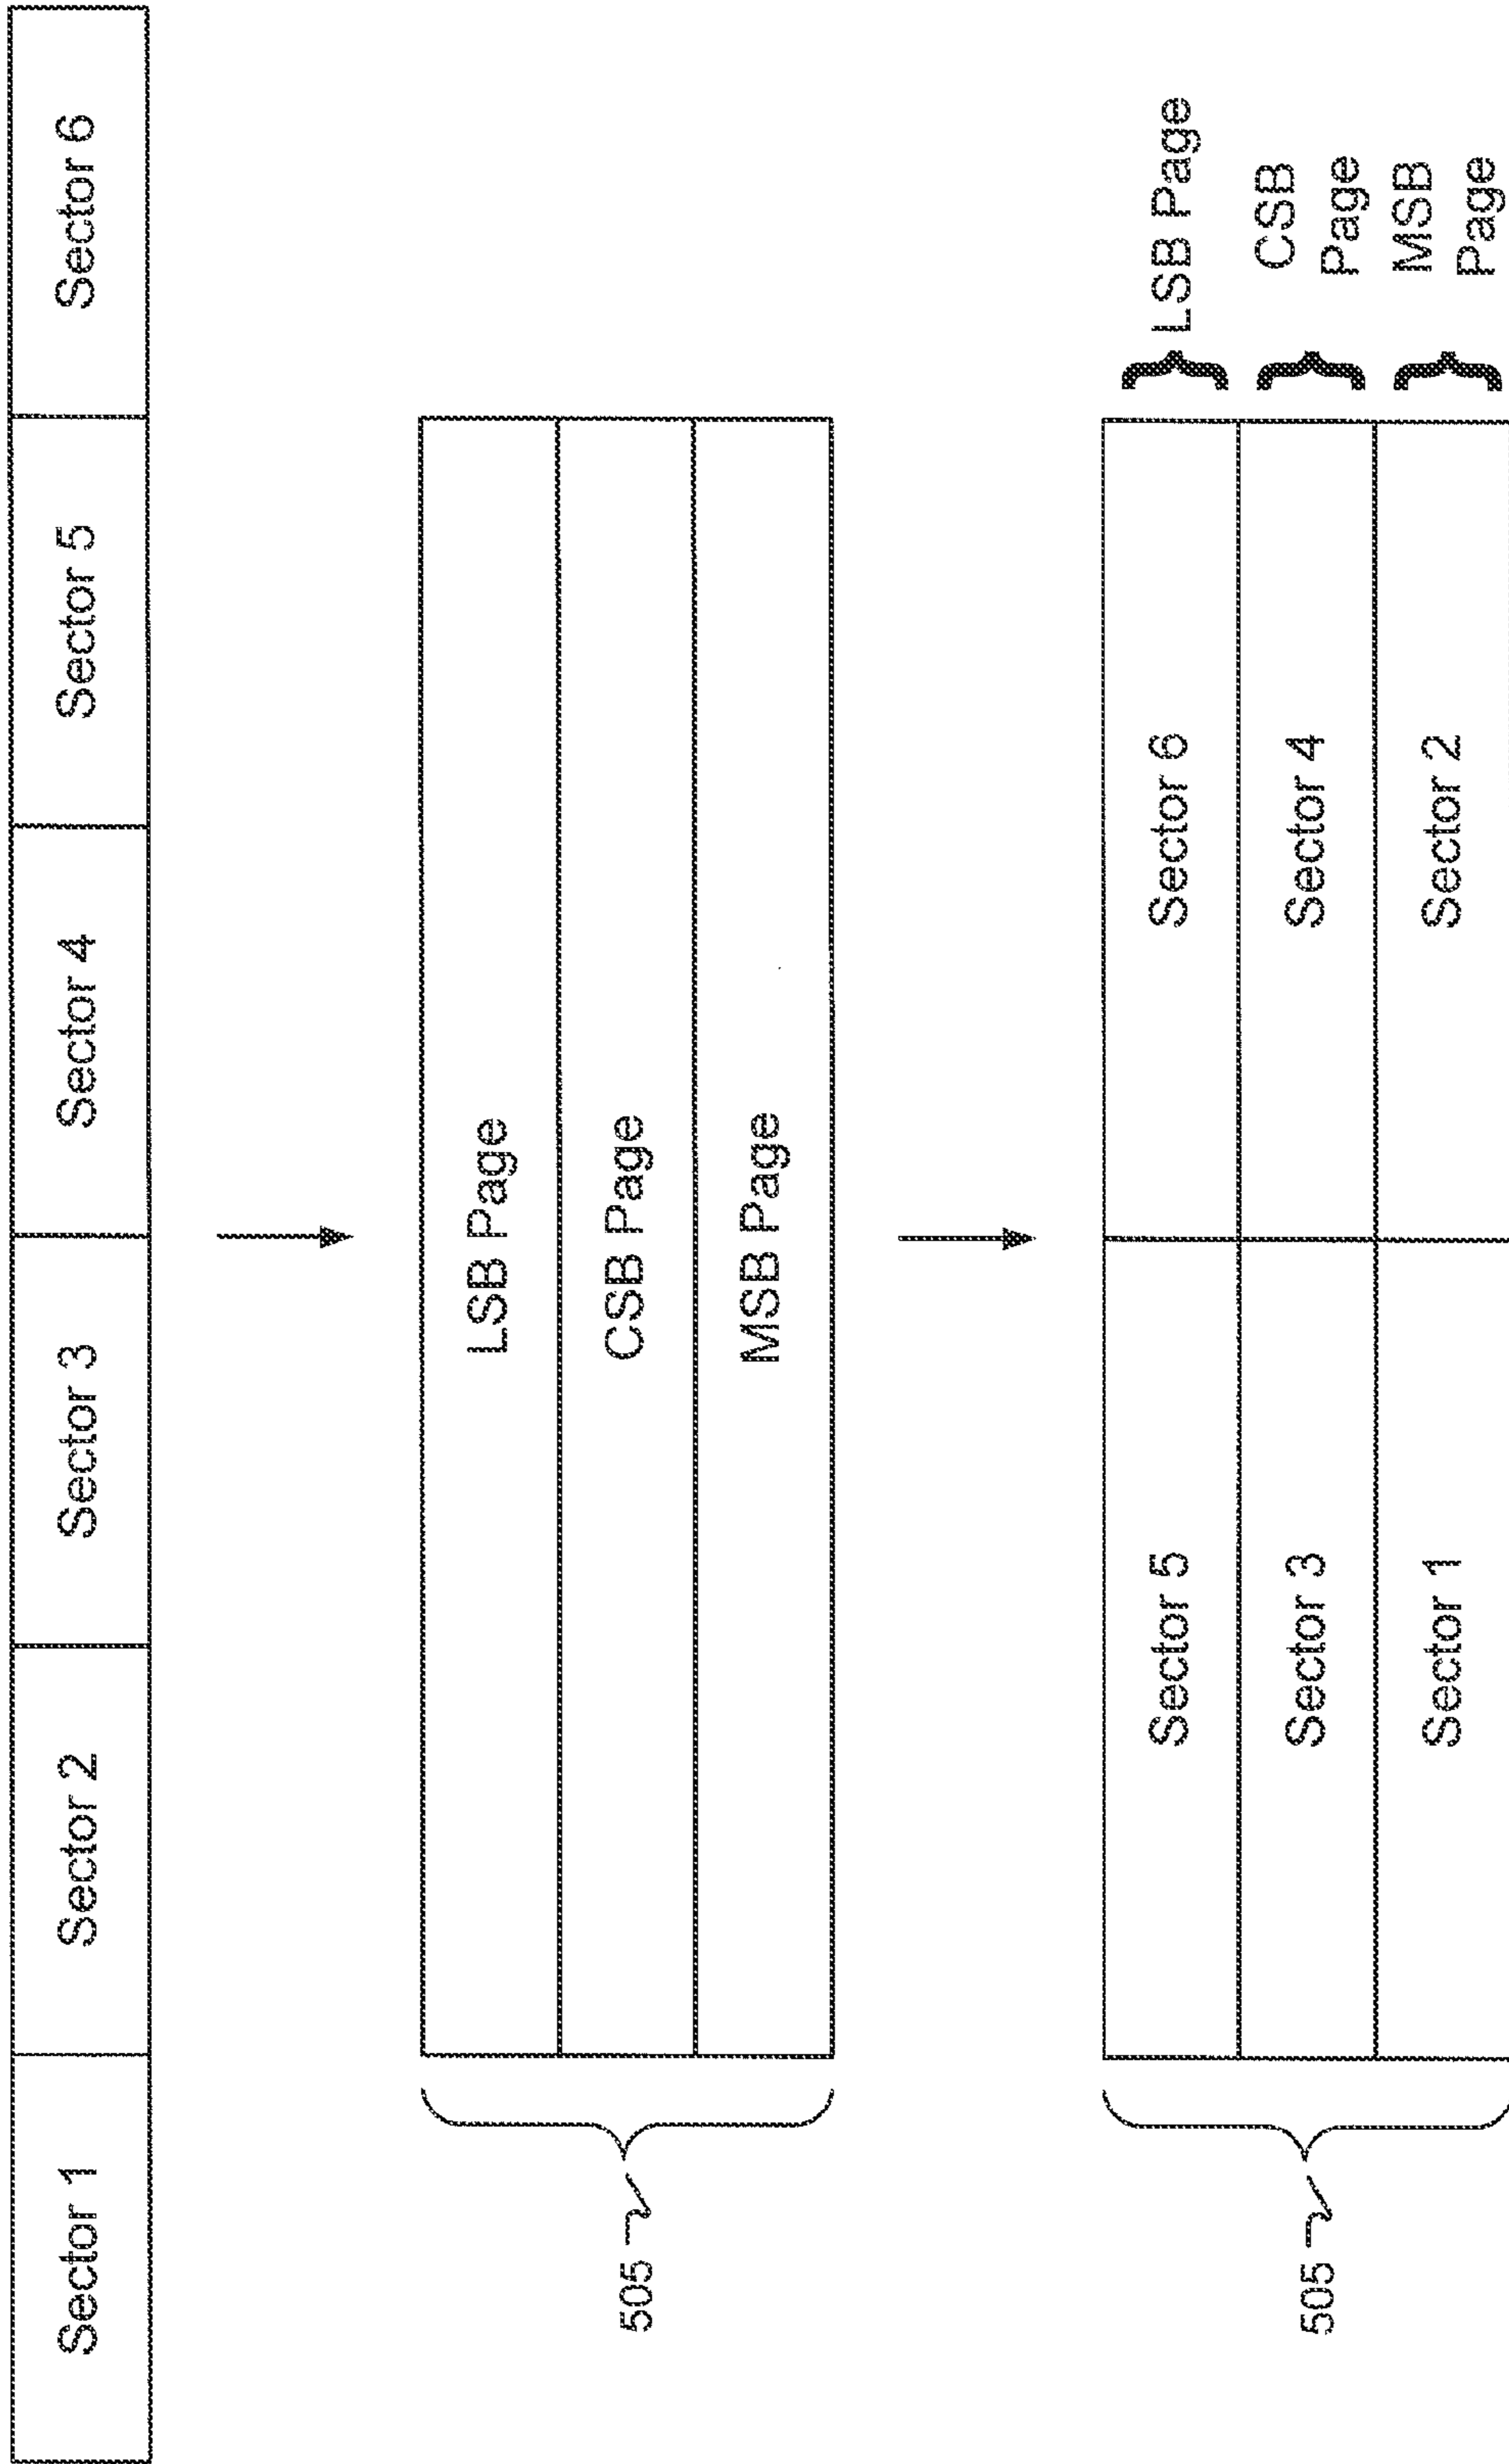 Sector 1
Sector 2
Sector 3
Sector 4
Sector 5
Sector 6
505
LSB Page
CSB Page
MSB Page
505
Sector 5
Sector 6
LSB Page
Sector 3
Sector 4
CSB
Page
Sector 1
Sector 2
MSB
Page